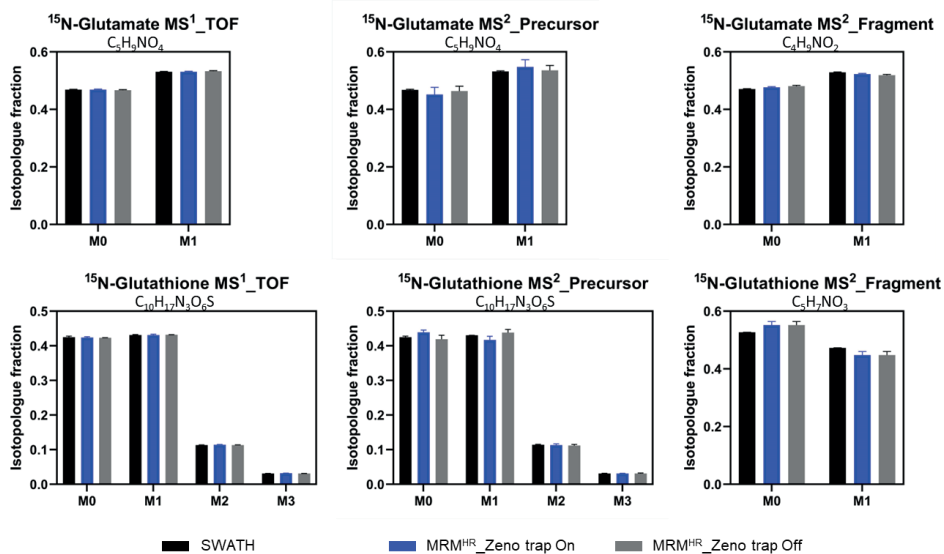 ¹⁵N-Glutamate MS¹_TOF
C₅H₉NO₄
Isotopologue fraction
0.6
0.4
0.2
0.0
M0 M1
¹⁵N-Glutamate MS²_Precursor
C₅H₉NO₄
Isotopologue fraction
0.6
0.4
0.2
0.0
M0 M1
¹⁵N-Glutamate MS²_Fragment
C₄H₉NO₂
Isotopologue fraction
0.6
0.4
0.2
0.0
M0 M1
¹⁵N-Glutathione MS¹_TOF
C₁₀H₁₇N₃O₆S
Isotopologue fraction
0.5
0.4
0.3
0.2
0.1
0.0
M0 M1 M2 M3
¹⁵N-Glutathione MS²_Precursor
C₁₀H₁₇N₃O₆S
Isotopologue fraction
0.5
0.4
0.3
0.2
0.1
0.0
M0 M1 M2 M3
¹⁵N-Glutathione MS²_Fragment
C₅H₇NO₃
Isotopologue fraction
0.6
0.4
0.2
0.0
M0 M1
SWATH MRMᴴᴿ_Zeno trap On MRMᴴᴿ_Zeno trap Off